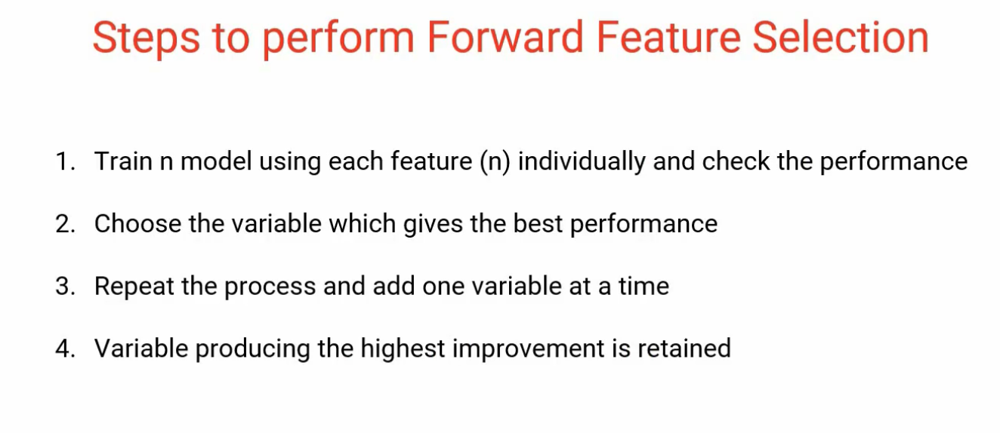 Steps to perform Forward Feature Selection
1. Train n model using each feature (n) individually and check the performance
2. Choose the variable which gives the best performance
3. Repeat the process and add one variable at a time
4. Variable producing the highest improvement is retained